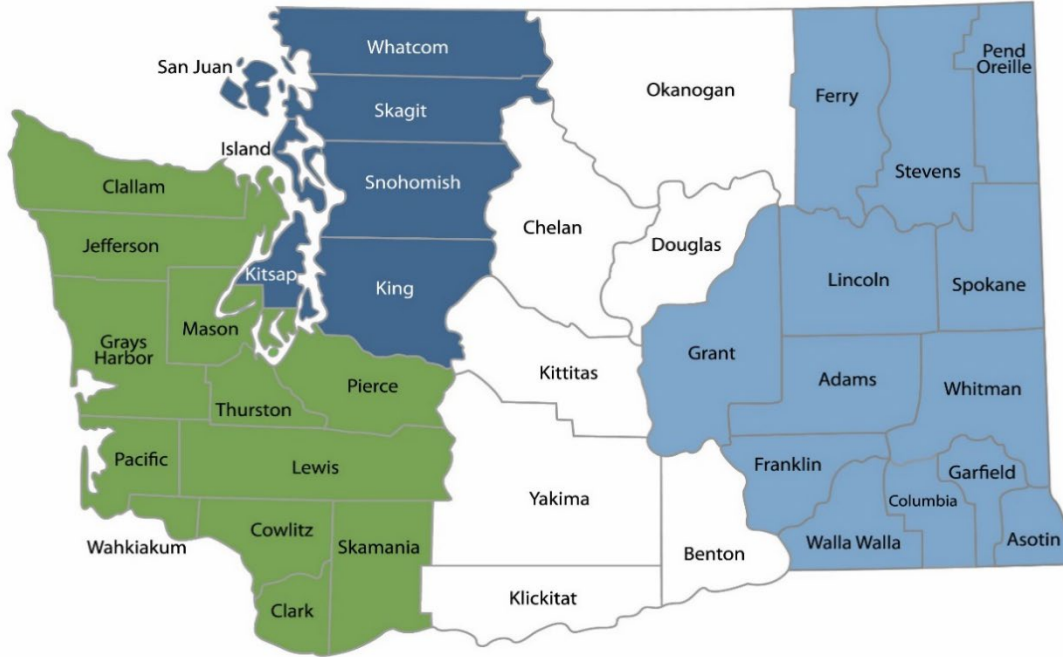 Whatcom
San Juan
Pend
Oreille
Okanogan
Ferry
Skagit
Island
Stevens
Snohomish
Clallam
Chelan
Douglas
Jefferson
Kitsap
King
Lincoln
Spokane
Mason
Grays
Harbor
Grant
Kittitas
Adams
Whitman
Pierce
Thurston
Pacific
Lewis
Franklin
Garfield
Yakima
Columbia
Cowlitz
Wahkiakum
Skamania
Benton
Walla Walla
Asotin
Klickitat
Clark